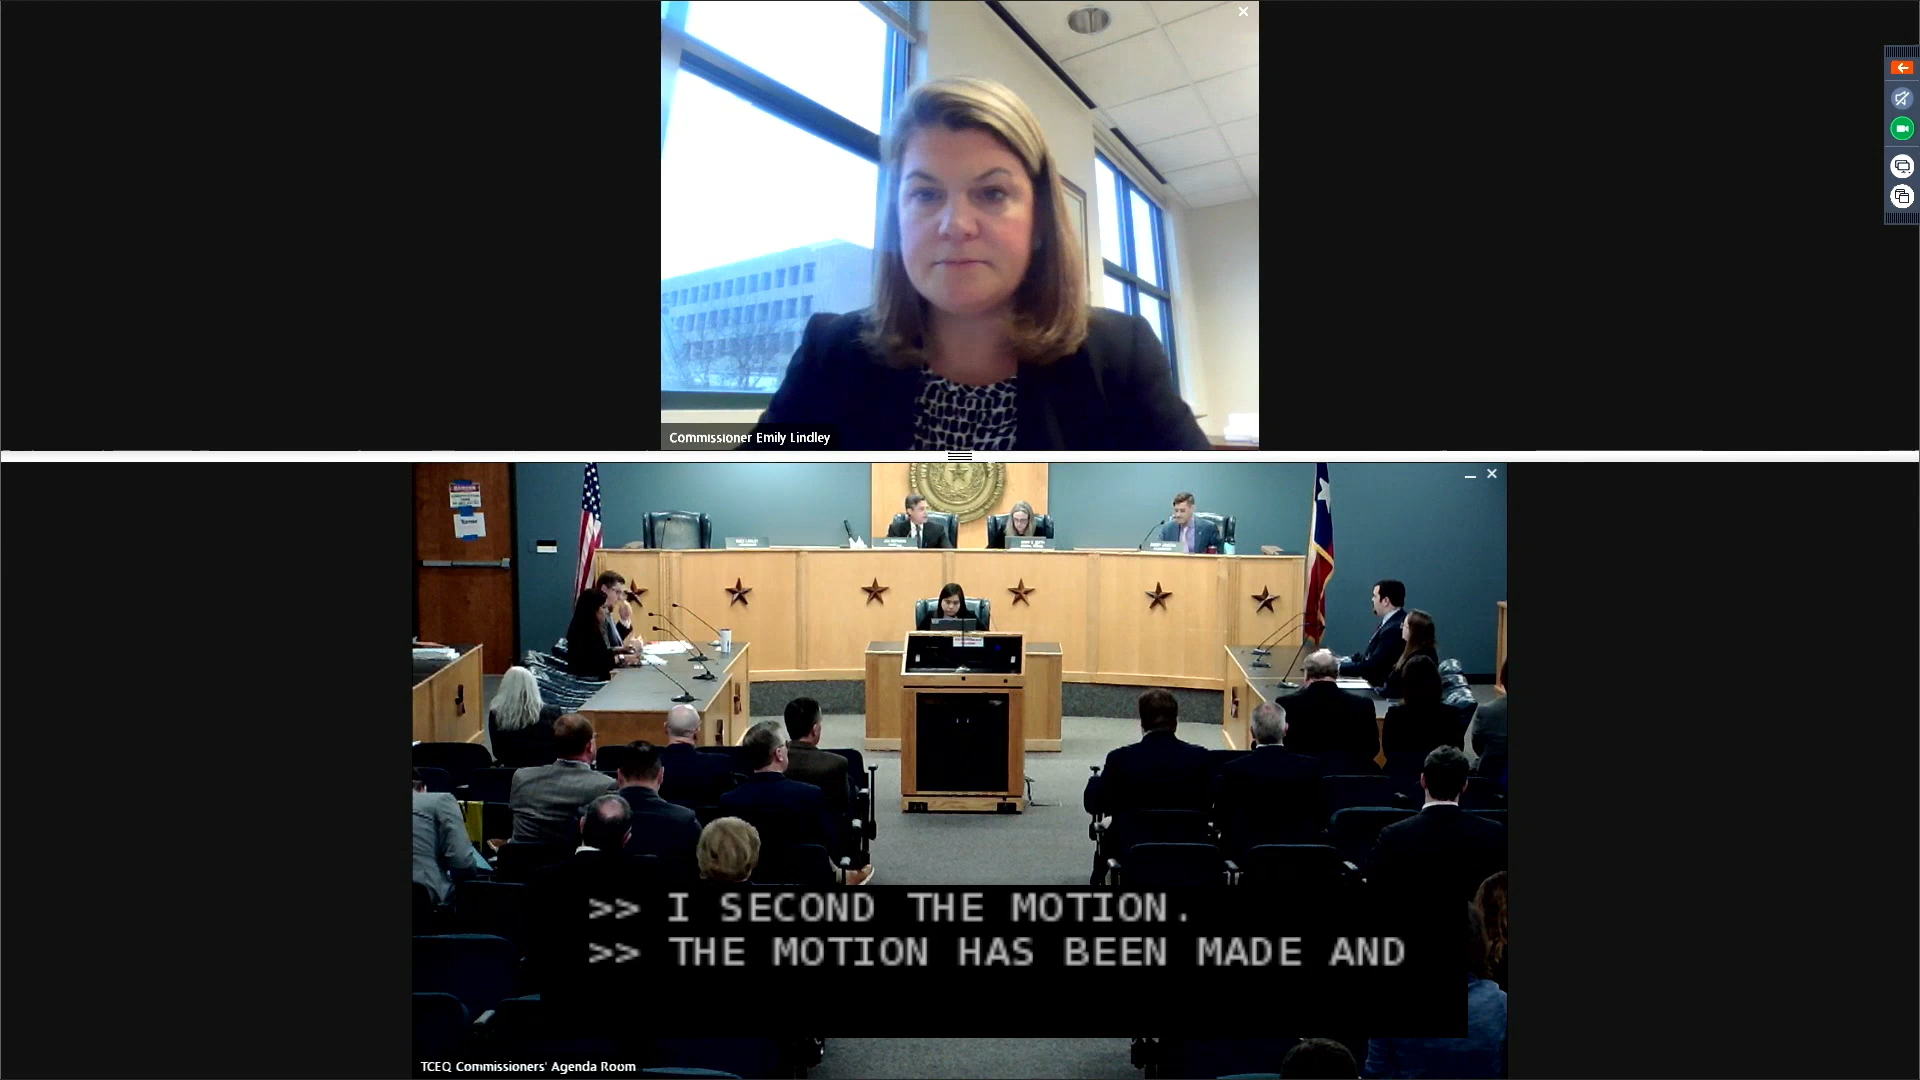 Commissioner Emily Lindley
>> I SECOND THE MOTION.
>> THE MOTION HAS BEEN MADE AND
TCEQ Commissioners' Agenda Room